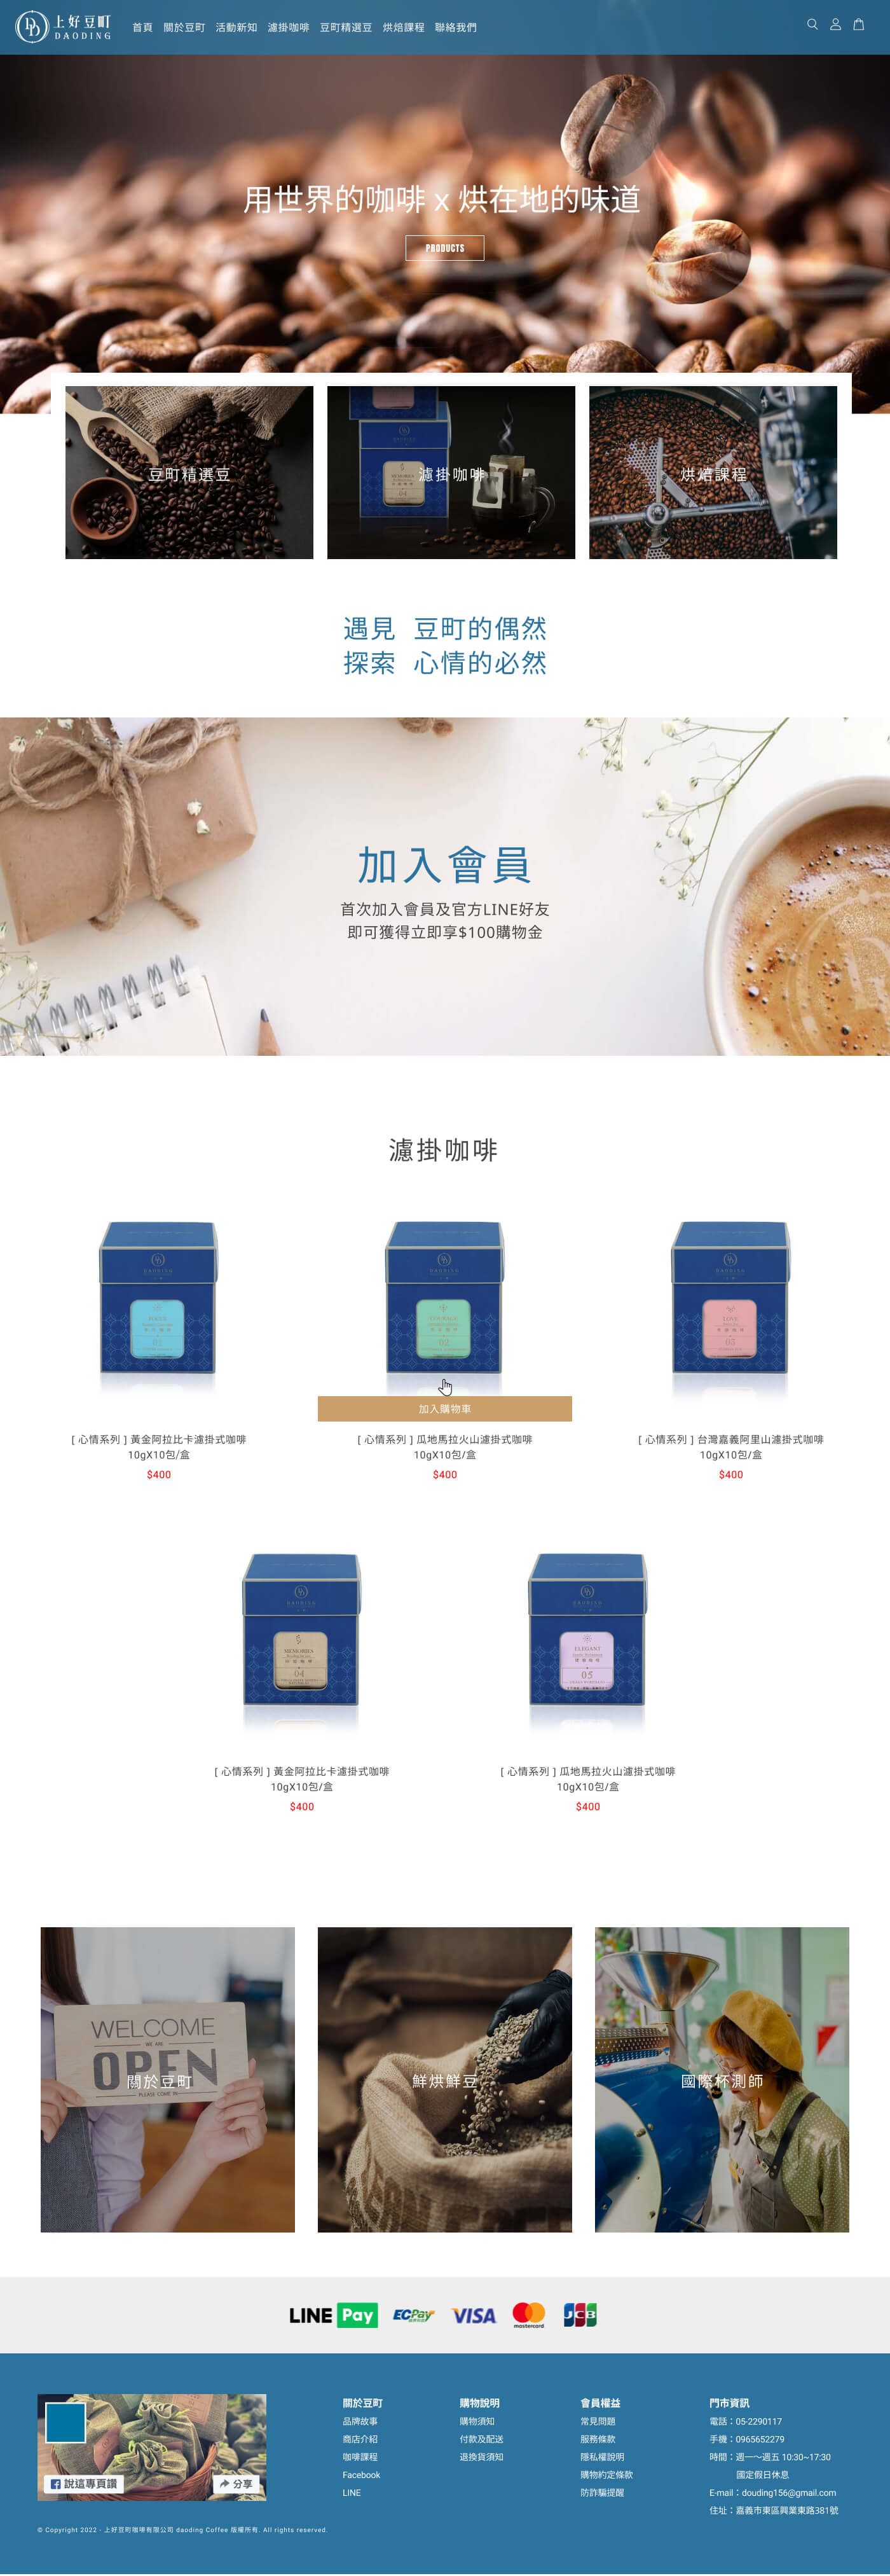 上好豆町
DAODING
首頁 關於豆町 活動新知 濾掛咖啡 豆町精選豆 烘焙課程 聯絡我們
用世界的咖啡 x 烘在地的味道
PRODUCTS
豆町精選豆
濾掛咖啡
烘焙課程
遇見 豆町的偶然
探索 心情的必然
加入會員
首次加入會員及官方LINE好友
即可獲得立即享$100購物金
濾掛咖啡
加入購物車
[ 心情系列 ] 黃金阿拉比卡濾掛式咖啡
10gX10包/盒
$400
[ 心情系列 ] 瓜地馬拉火山濾掛式咖啡
10gX10包/盒
$400
[ 心情系列 ] 台灣嘉義阿里山濾掛式咖啡
10gX10包/盒
$400
MEMORIES
04
ELEGANT
05
[ 心情系列 ] 黃金阿拉比卡濾掛式咖啡
10gX10包/盒
$400
[ 心情系列 ] 瓜地馬拉火山濾掛式咖啡
10gX10包/盒
$400
WELCOME
WE ARE
OPEN
PLEASE COME IN
關於豆町
鮮烘鮮豆
國際杯測師
LINE Pay
ECPay
VISA
mastercard
JCB
說這專頁讚
分享
關於豆町
品牌故事
商店介紹
咖啡課程
Facebook
LINE
購物說明
購物須知
付款及配送
退換貨須知
會員權益
常見問題
服務條款
隱私權說明
購物約定條款
防詐騙提醒
門市資訊
電話：05-2290117
手機：0965652279
時間：週一～週五 10:30~17:30
國定假日休息
E-mail：douding156@gmail.com
住址：嘉義市東區興業東路381號
© Copyright 2022 - 上好豆町咖啡有限公司 daoding Coffee 版權所有. All rights reserved.